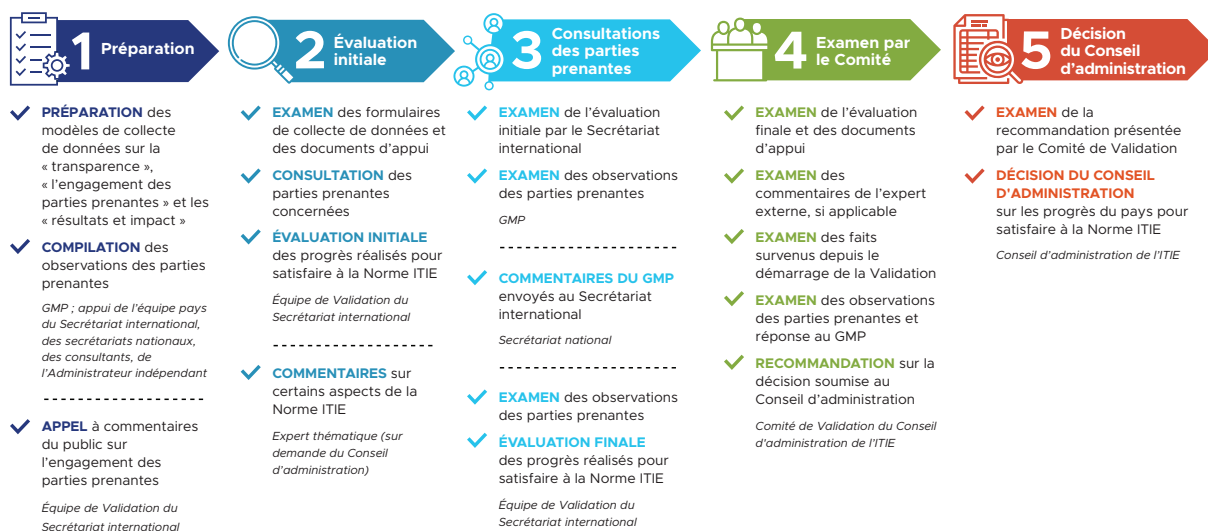 1 Préparation
PRÉPARATION des
modèles de collecte
de données sur la
« transparence »,
« l'engagement des
parties prenantes » et les
« résultats et impact »
COMPILATION des
observations des parties
prenantes
GMP ; appui de l'équipe pays
du Secrétariat international,
des secrétariats nationaux,
des consultants, de
l'Administrateur indépendant
APPEL à commentaires
du public sur
l'engagement des
parties prenantes
Équipe de Validation du
Secrétariat international
2 Évaluation
initiale
EXAMEN des formulaires
de collecte de données et
des documents d'appui
CONSULTATION des
parties prenantes
concernées
ÉVALUATION INITIALE
des progrès réalisés pour
satisfaire à la Norme ITIE
Équipe de Validation du
Secrétariat international
COMMENTAIRES sur
certains aspects de la
Norme ITIE
Expert thématique (sur
demande du Conseil
d'administration)
3 Consultations
des parties
prenantes
EXAMEN de l'évaluation
initiale par le Secrétariat
international
EXAMEN des observations
des parties prenantes
GMP
COMMENTAIRES DU GMP
envoyés au Secrétariat
international
Secrétariat national
EXAMEN des observations
des parties prenantes
ÉVALUATION FINALE
des progrès réalisés pour
satisfaire à la Norme ITIE
Équipe de Validation du
Secrétariat international
4 Examen par
le Comité
EXAMEN de l'évaluation
finale et des documents
d'appui
EXAMEN des
commentaires de l'expert
externe, si applicable
EXAMEN des faits
survenus depuis le
démarrage de la Validation
EXAMEN des observations
des parties prenantes et
réponse au GMP
RECOMMANDATION sur la
décision soumise au
Conseil d'administration
Comité de Validation du Conseil
d'administration de l'ITIE
5 Décision
du Conseil
d'administration
EXAMEN de la
recommandation présentée
par le Comité de Validation
DÉCISION DU CONSEIL
D'ADMINISTRATION
sur les progrès du pays pour
satisfaire à la Norme ITIE
Conseil d'administration de l'ITIE